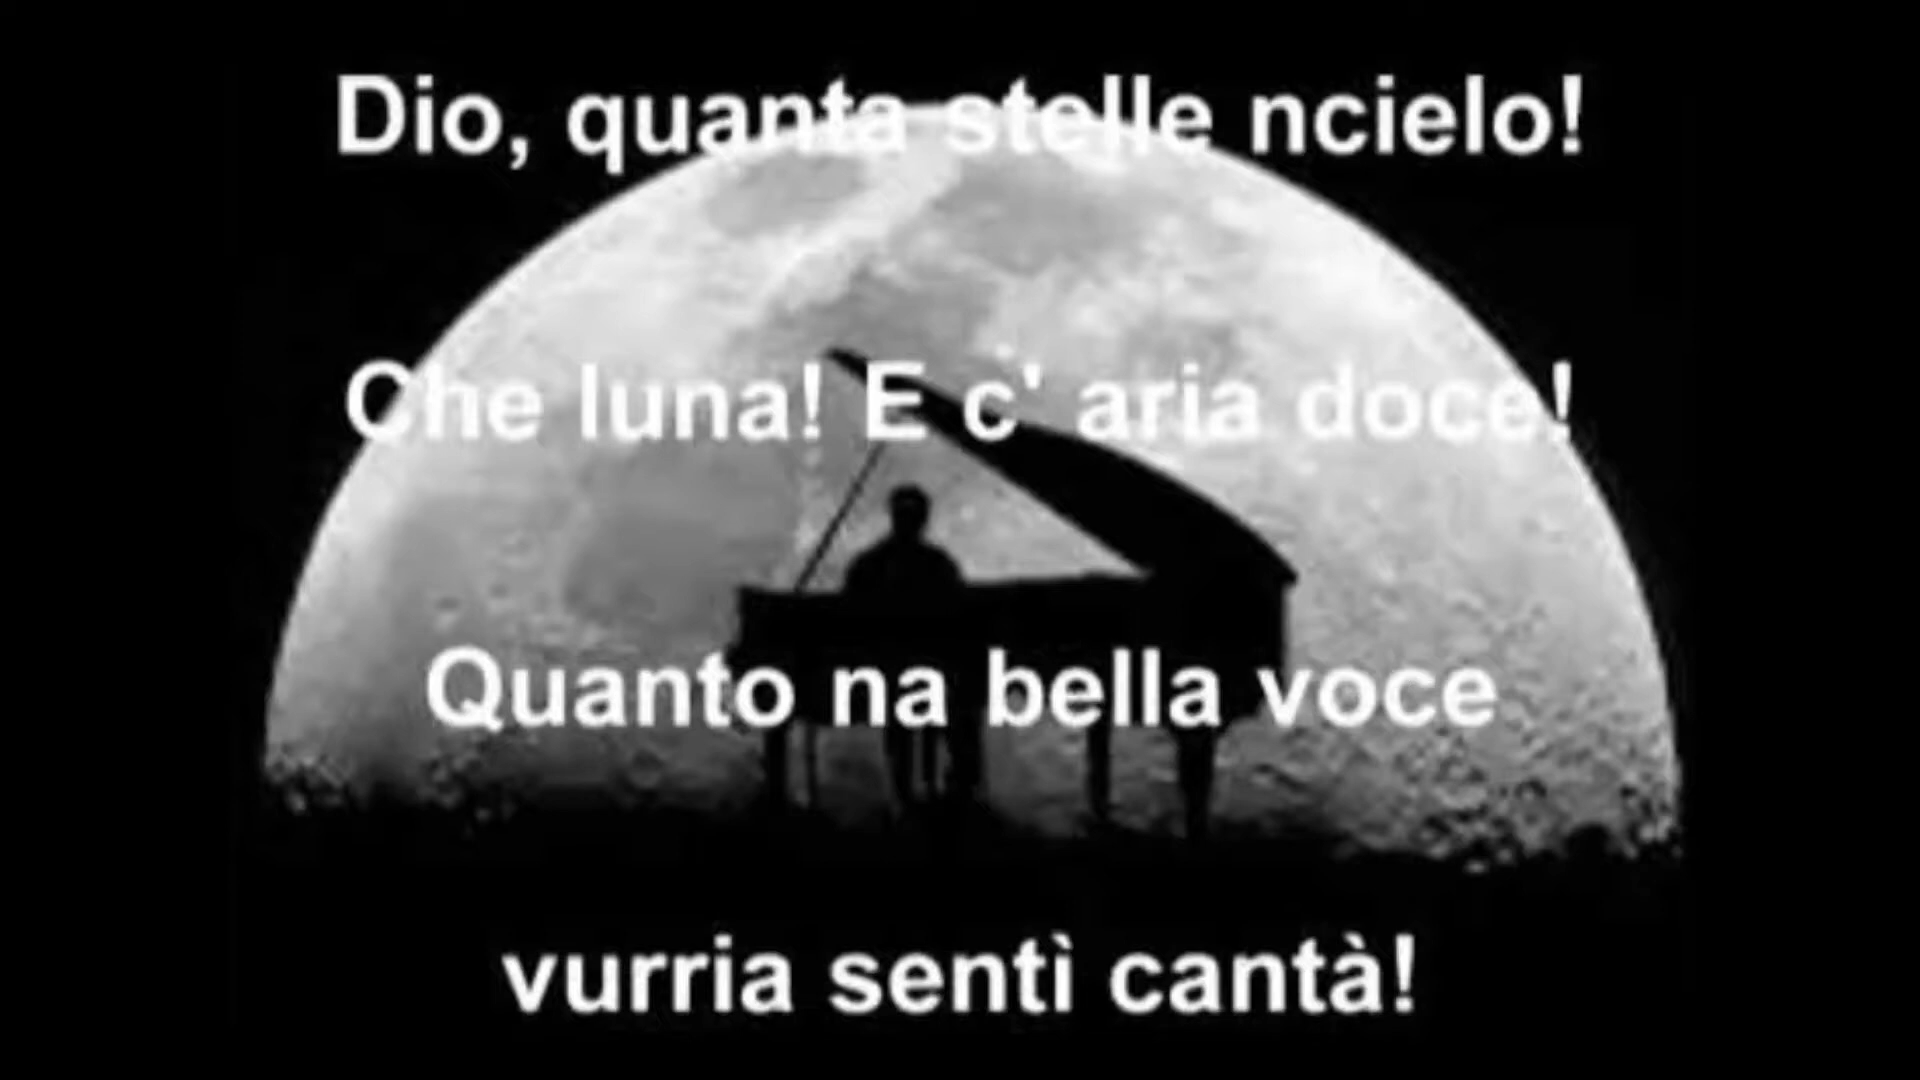 Dio, quanta stelle ncielo!
Che luna! E c' aria doce!
Quanto na bella voce
vurria sentì cantà!